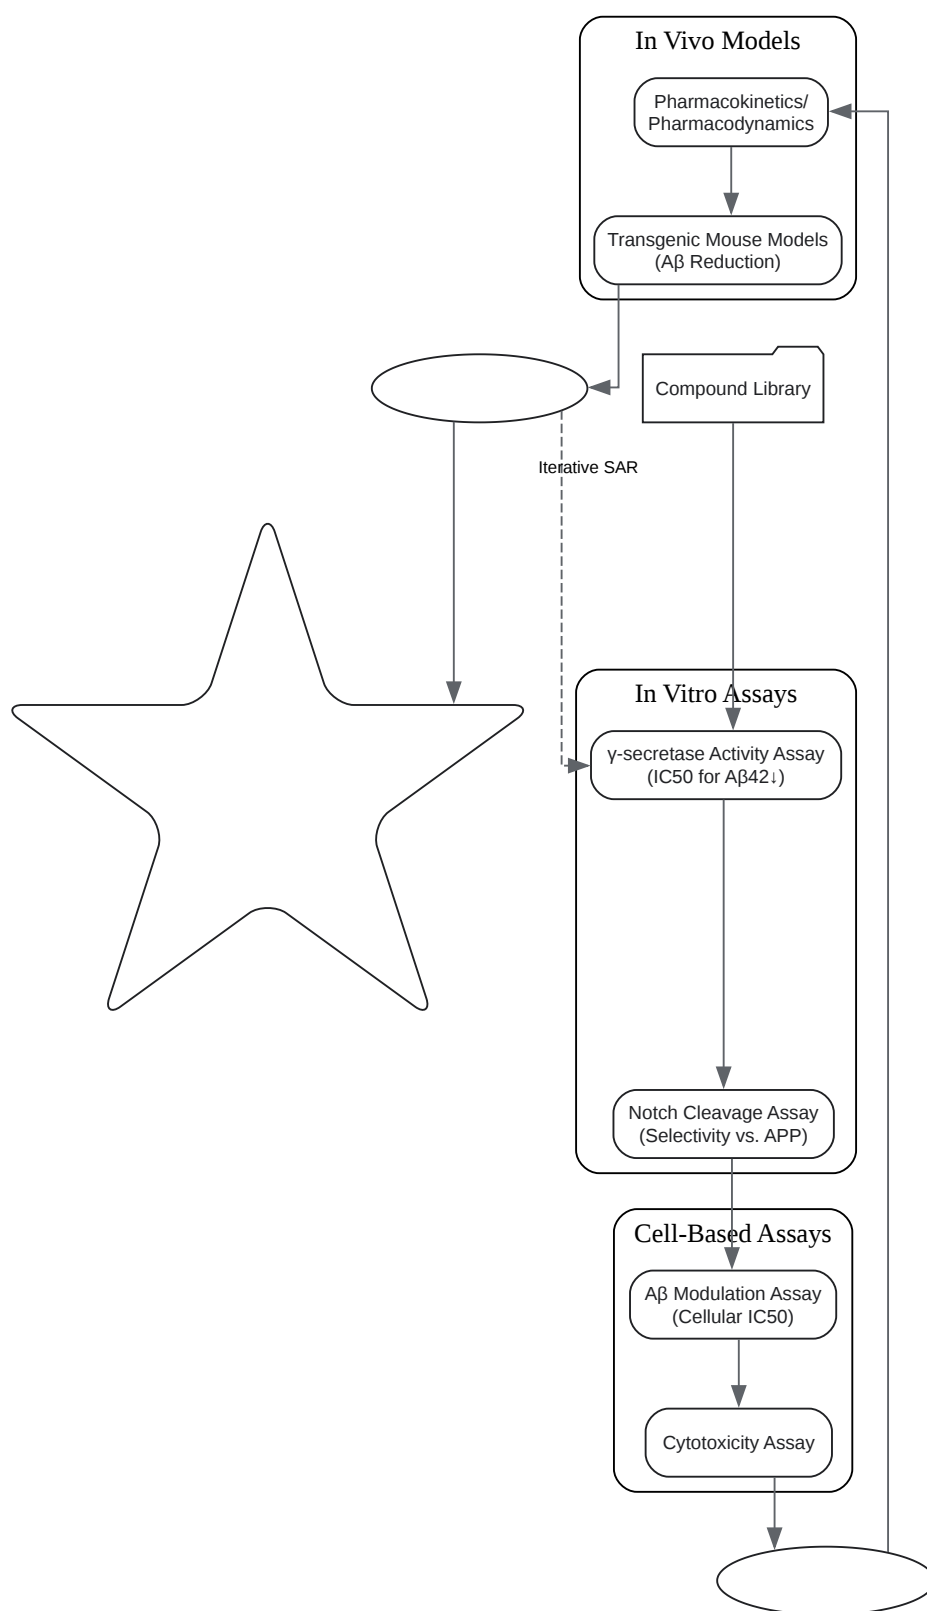 In Vivo Models
Pharmacokinetics/
Pharmacodynamics
Transgenic Mouse Models
(Aβ Reduction)
Compound Library
Iterative SAR
In Vitro Assays
γ-secretase Activity Assay
(IC50 for Aβ42↓)
Notch Cleavage Assay
(Selectivity vs. APP)
Cell-Based Assays
Aβ Modulation Assay
(Cellular IC50)
Cytotoxicity Assay